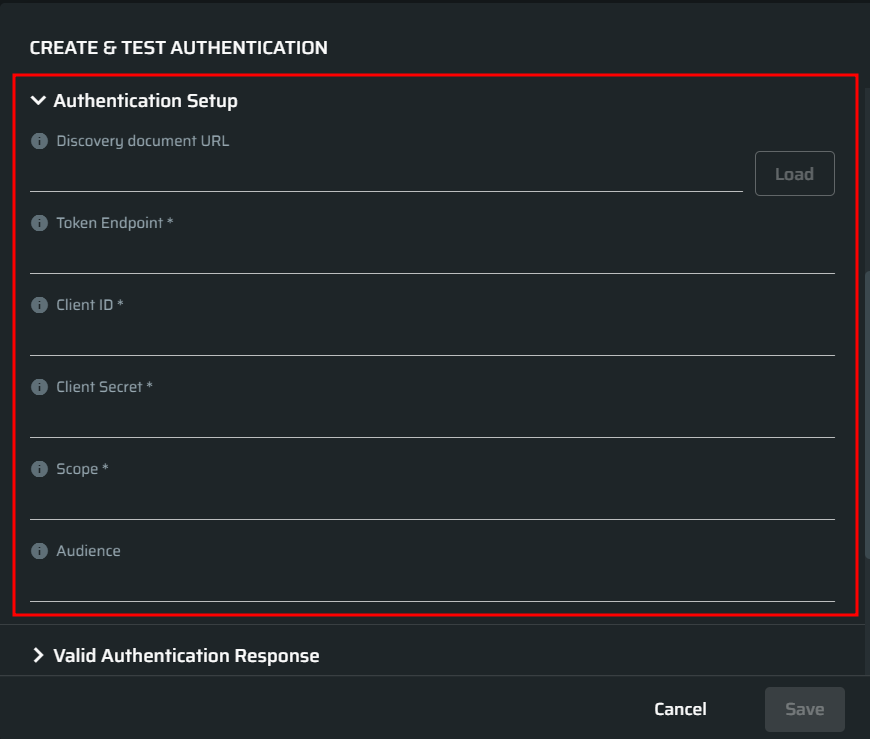 CREATE & TEST AUTHENTICATION
Authentication Setup
Discovery document URL
Load
Token Endpoint *
Client ID *
Client Secret *
Scope *
Audience
Valid Authentication Response
Cancel
Save